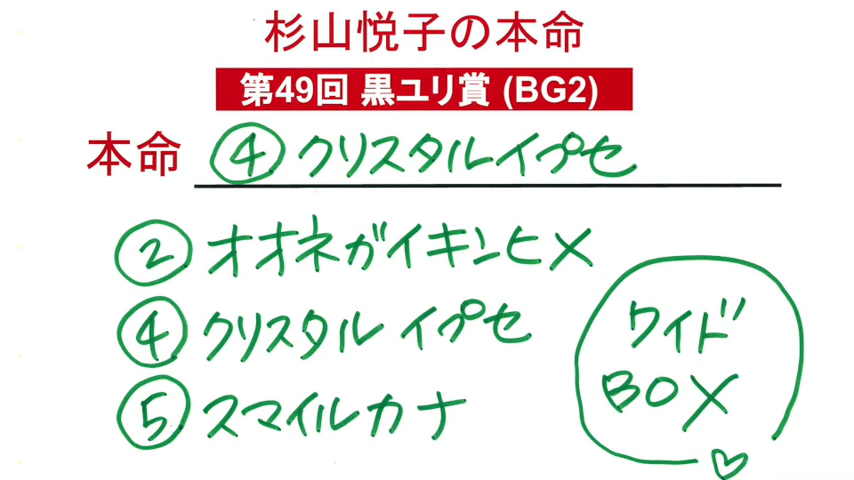 杉山悦子の本命
第49回 黒ユリ賞 (BG2)
本命 ④ クリスタルイプセ
② オオネガイキンヒメ
④ クリスタルイプセ
⑤ スマイルカナ
ワイド
BOX